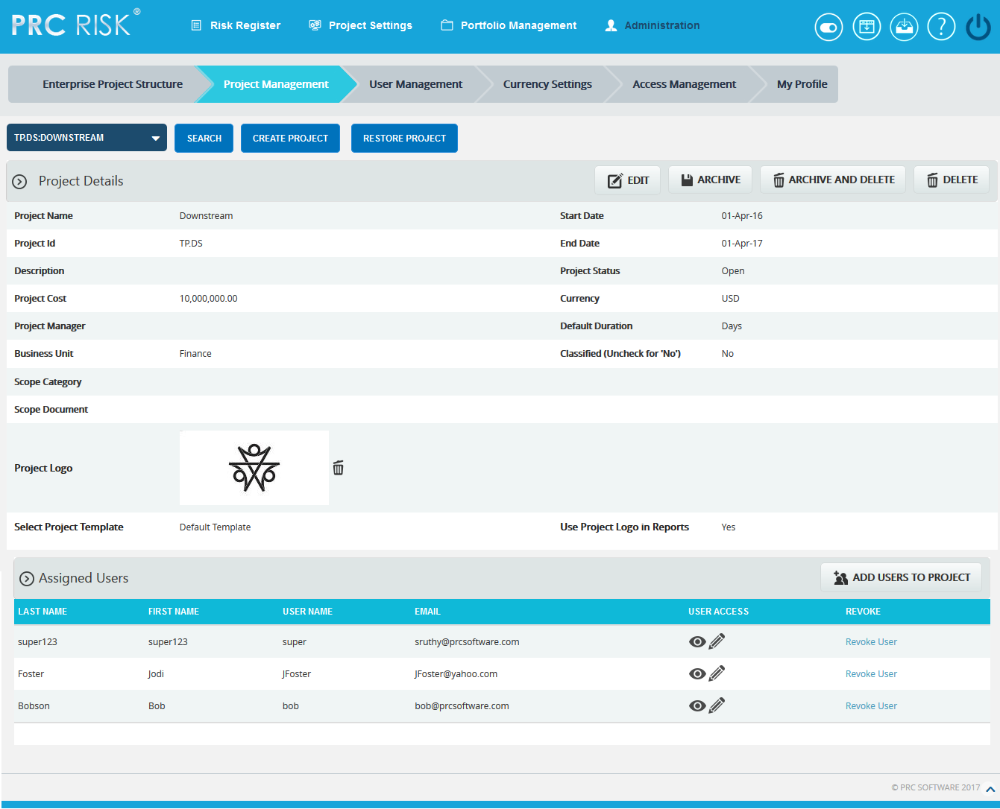 PRC RISK®
Risk Register
Project Settings
Portfolio Management
Administration
?
Enterprise Project Structure
Project Management
User Management
Currency Settings
Access Management
My Profile
TP.DS:DOWNSTREAM
SEARCH
CREATE PROJECT
RESTORE PROJECT
Project Details
EDIT
ARCHIVE
ARCHIVE AND DELETE
DELETE
Project Name Downstream Start Date 01-Apr-16
Project Id TP.DS End Date 01-Apr-17
Description Project Status Open
Project Cost 10,000,000.00 Currency USD
Project Manager Default Duration Days
Business Unit Finance Classified (Uncheck for 'No') No
Scope Category
Scope Document
Project Logo
Select Project Template Default Template Use Project Logo in Reports Yes
Assigned Users
ADD USERS TO PROJECT
LAST NAME FIRST NAME USER NAME EMAIL USER ACCESS REVOKE
super123 super123 super sruthy@prcsoftware.com Revoke User
Foster Jodi JFoster JFoster@yahoo.com Revoke User
Bobson Bob bob bob@prcsoftware.com Revoke User
© PRC SOFTWARE 2017